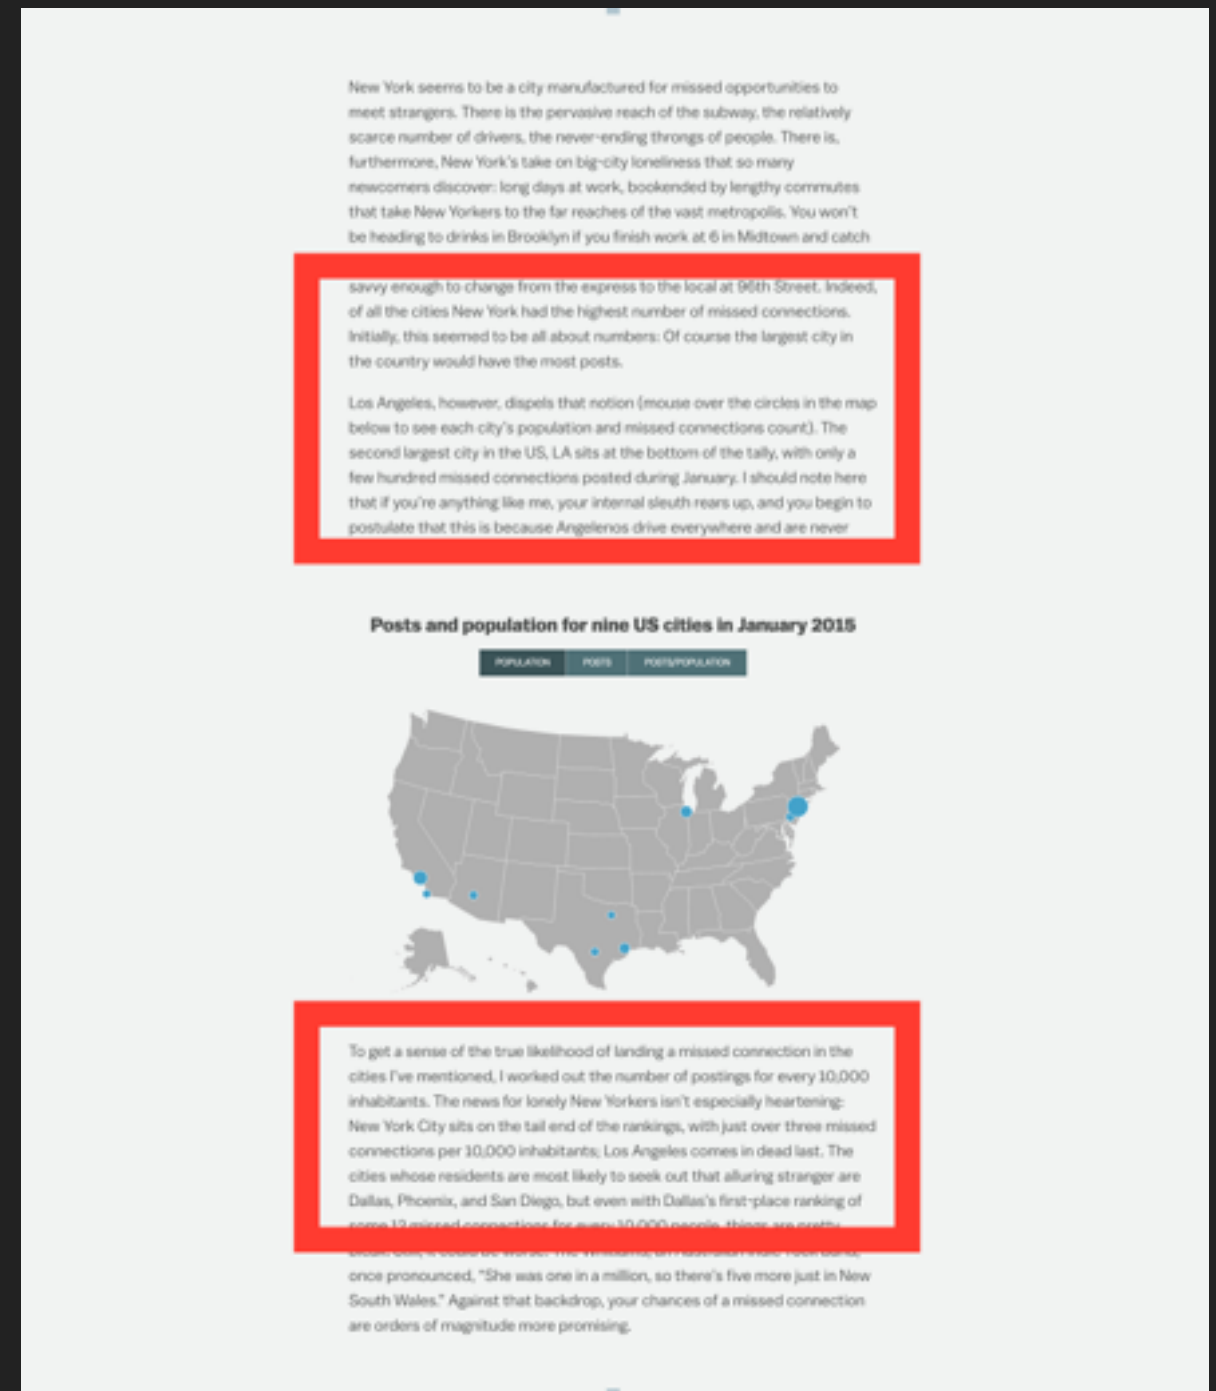 New York seems to be a city manufactured for missed opportunities to
meet strangers. There is the pervasive reach of the subway, the relatively
scarce number of drivers, the never-ending throngs of people. There is,
furthermore, New York's take on big-city loneliness that so many
newcomers discover: long days at work, bookended by lengthy commutes
that take New Yorkers to the far reaches of the vast metropolis. You won't
be heading to drinks in Brooklyn if you finish work at 6 in Midtown and catch
savvy enough to change from the express to the local at 96th Street. Indeed,
of all the cities New York had the highest number of missed connections.
Initially, this seemed to be all about numbers: Of course the largest city in
the country would have the most posts.
Los Angeles, however, dispels that notion (mouse over the circles in the map
below to see each city's population and missed connections count). The
second largest city in the US, LA sits at the bottom of the tally, with only a
few hundred missed connections posted during January. I should note here
that if you're anything like me, your internal sleuth rears up, and you begin to
postulate that this is because Angelenos drive everywhere and are never
Posts and population for nine US cities in January 2015
POPULATION POSTS POSTS/POPULATION
To get a sense of the true likelihood of landing a missed connection in the
cities I've mentioned, I worked out the number of postings for every 10,000
inhabitants. The news for lonely New Yorkers isn't especially heartening:
New York City sits on the tail end of the rankings, with just over three missed
connections per 10,000 inhabitants; Los Angeles comes in dead last. The
cities whose residents are most likely to seek out that alluring stranger are
Dallas, Phoenix, and San Diego, but even with Dallas's first-place ranking of
some 12 missed connections for every 10,000 people, things are pretty
once pronounced, "She was one in a million, so there's five more just in New
South Wales." Against that backdrop, your chances of a missed connection
are orders of magnitude more promising.